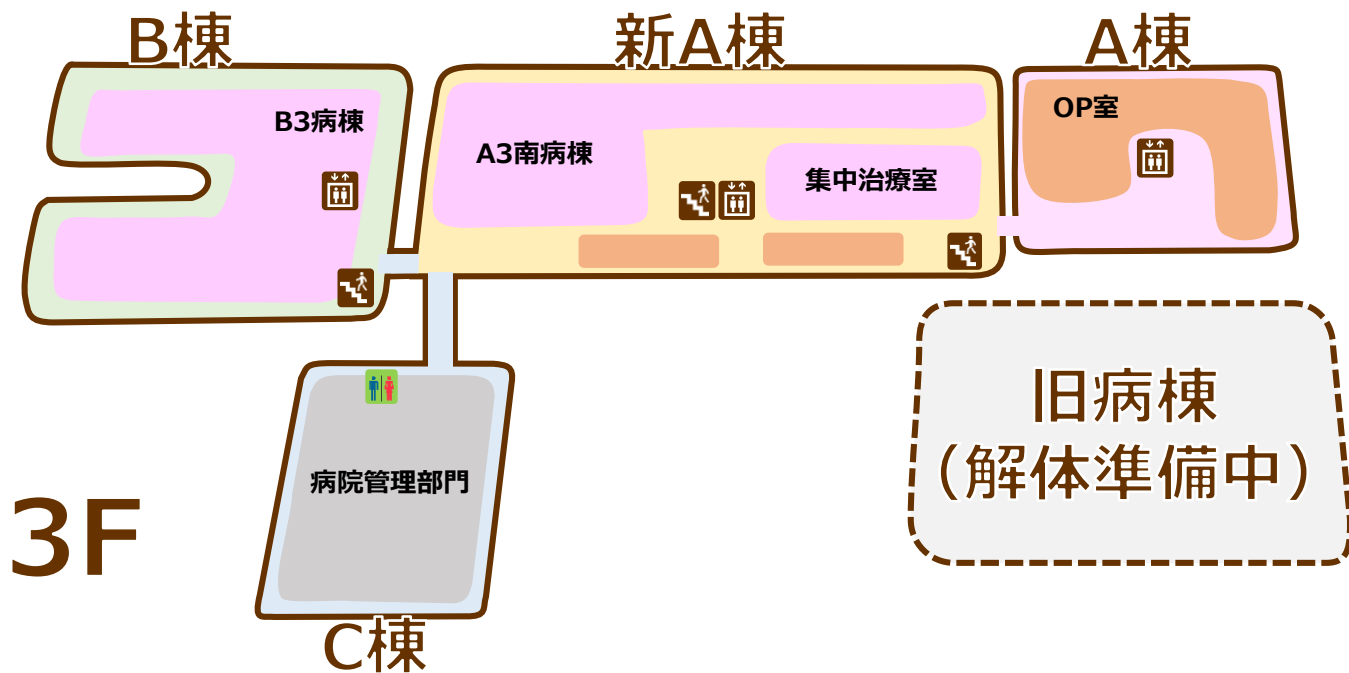 B棟
新A棟
A棟
B3病棟
A3南病棟
集中治療室
OP室
旧病棟
（解体準備中）
病院管理部門
3F
C棟